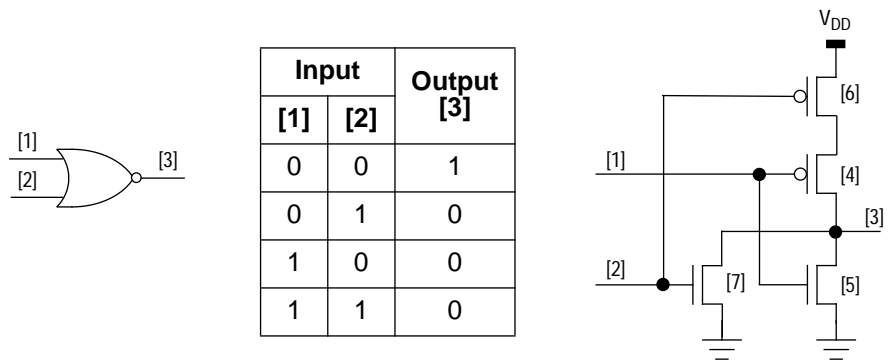 [1]
[2]
[3]
Input Output
[3]
[1] [2]
0 0 1
0 1 0
1 0 0
1 1 0
VDD
[6]
[1]
[4]
[3]
[2]
[7]
[5]